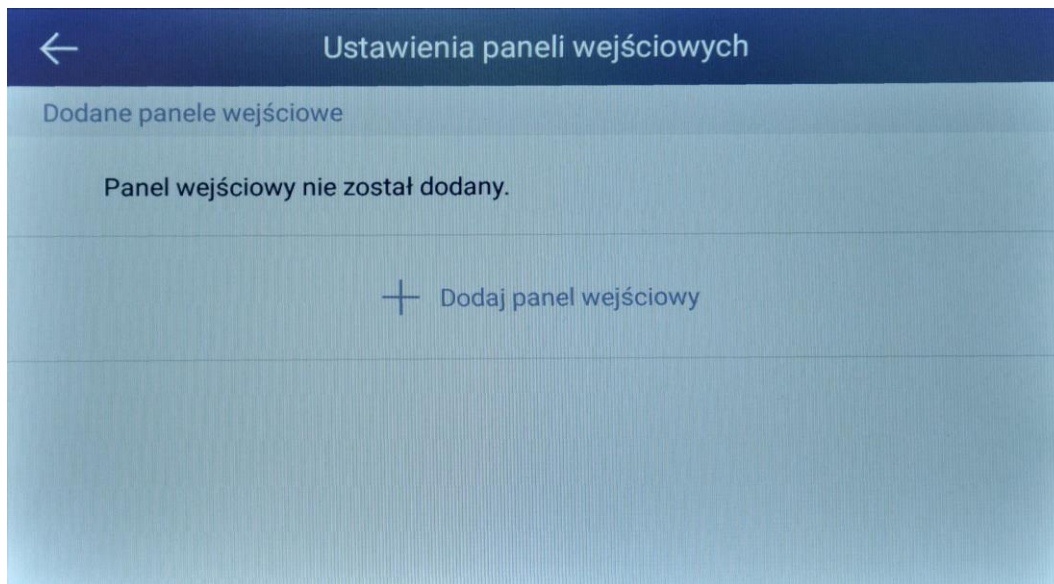 Ustawienia paneli wejściowych
Dodane panele wejściowe
Panel wejściowy nie został dodany.
Dodaj panel wejściowy